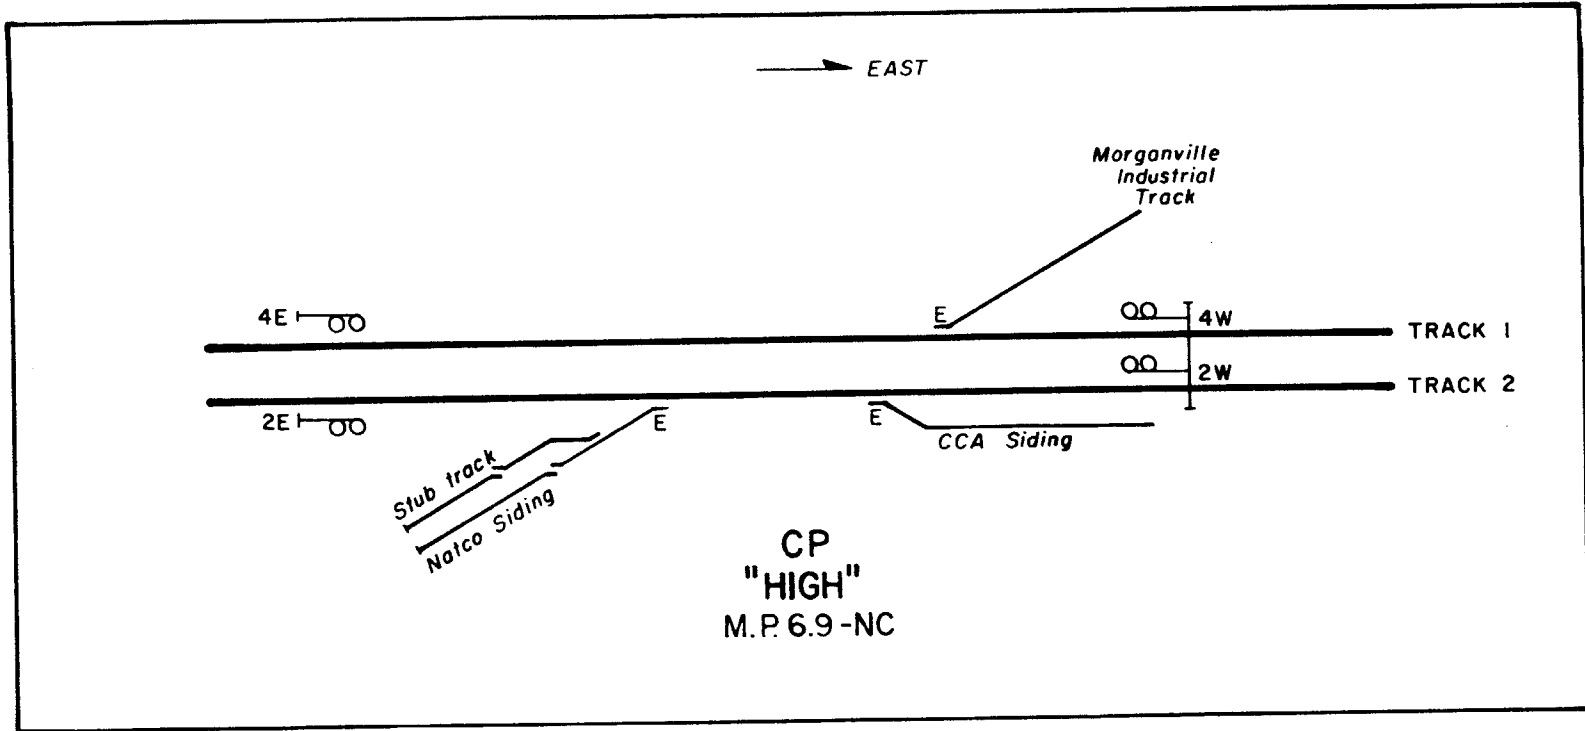 EAST
Morganville
Industrial
Track
4E
E
4W
TRACK 1
2W
TRACK 2
2E
E
E
CCA Siding
Stub track
Natco Siding
CP
"HIGH"
M.P. 6.9-NC